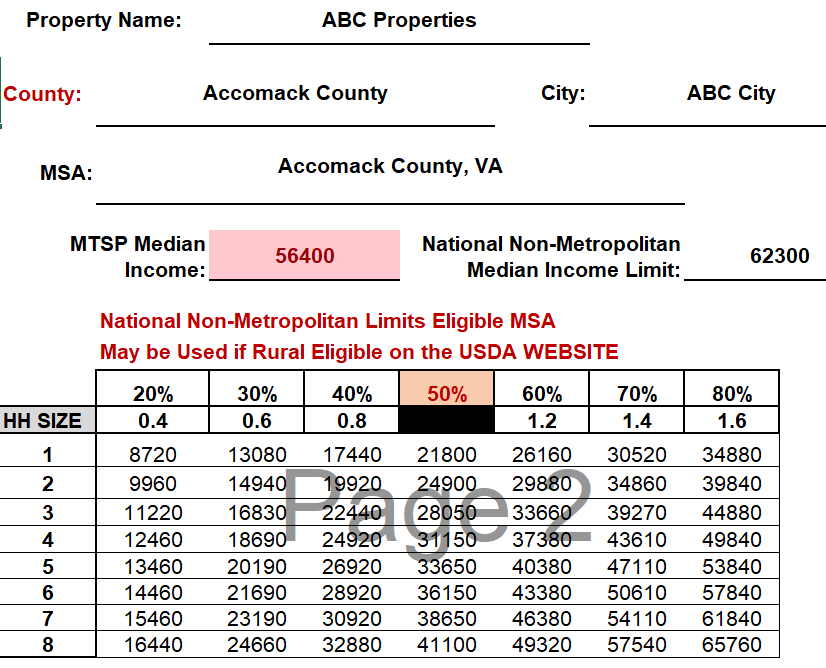 Property Name: ABC Properties
County: Accomack County City: ABC City
MSA: Accomack County, VA
MTSP Median Income: 56400 National Non-Metropolitan Median Income Limit: 62300
National Non-Metropolitan Limits Eligible MSA
May be Used if Rural Eligible on the USDA WEBSITE
20% 30% 40% 50% 60% 70% 80%
HH SIZE 0.4 0.6 0.8 1.2 1.4 1.6
1 8720 13080 17440 21800 26160 30520 34880
2 9960 14940 19920 24900 29880 34860 39840
3 11220 16830 22440 28050 33660 39270 44880
4 12460 18690 24920 31150 37380 43610 49840
5 13460 20190 26920 33650 40380 47110 53840
6 14460 21690 28920 36150 43380 50610 57840
7 15460 23190 30920 38650 46380 54110 61840
8 16440 24660 32880 41100 49320 57540 65760
Page 2